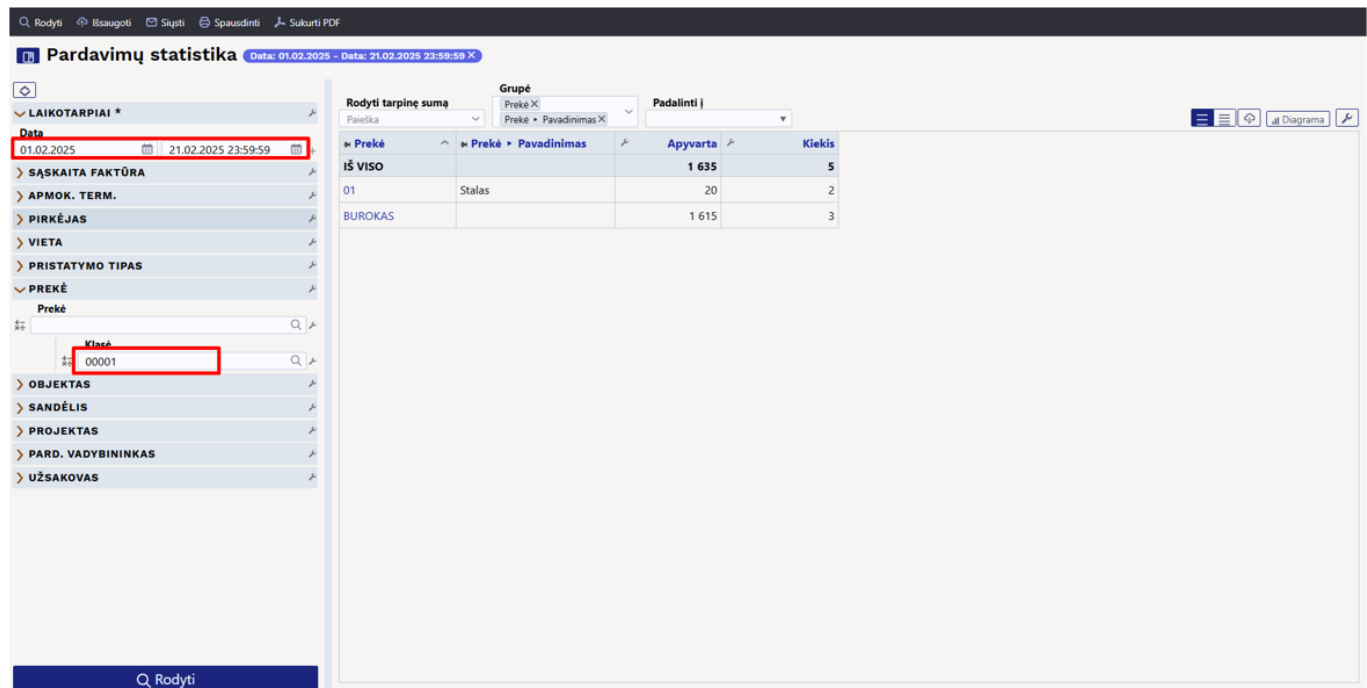 Rodyti Išsaugoti Siųsti Spausdinti Sukurti PDF
Pardavimų statistika Data: 01.02.2025 - Data: 21.02.2025 23:59:59 ×
LAIKOTARPIAI *
Data
01.02.2025 21.02.2025 23:59:59
SĄSKAITA FAKTŪRA
APMOK. TERM.
PIRKĖJAS
VIETA
PRISTATYMO TIPAS
PREKĖ
Prekė
Klasė
00001
OBJEKTAS
SANDĖLIS
PROJEKTAS
PARD. VADYBININKAS
UŽSAKOVAS
Rodyti
Rodyti tarpinę sumą
Paieška
Grupė
Prekė ×
Prekė ▸ Pavadinimas ×
Padalinti į
Diagrama
Prekė Prekė ▸ Pavadinimas Apyvarta Kiekis
IŠ VISO 1 635 5
01 Stalas 20 2
BUROKAS 1 615 3